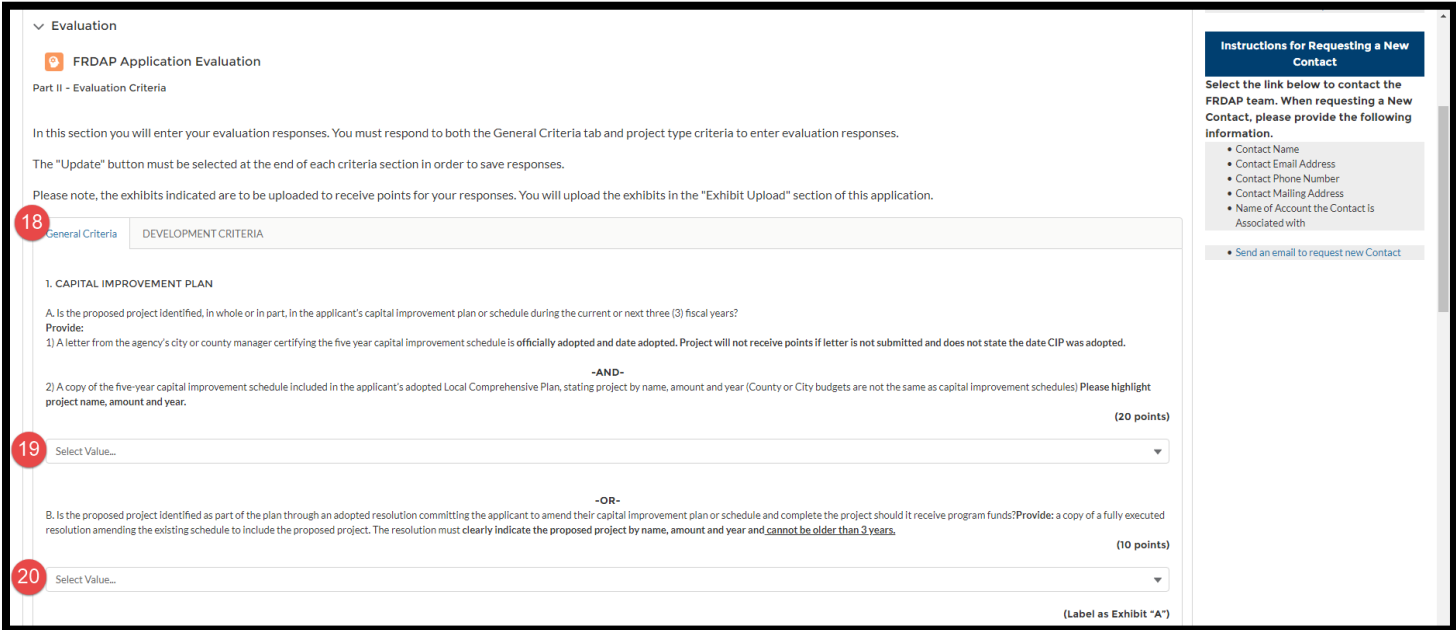 Evaluation
FRDAP Application Evaluation
Part II - Evaluation Criteria
In this section you will enter your evaluation responses. You must respond to both the General Criteria tab and project type criteria to enter evaluation responses.
The "Update" button must be selected at the end of each criteria section in order to save responses.
Please note, the exhibits indicated are to be uploaded to receive points for your responses. You will upload the exhibits in the "Exhibit Upload" section of this application.
18
General Criteria
DEVELOPMENT CRITERIA
1. CAPITAL IMPROVEMENT PLAN
A. Is the proposed project identified, in whole or in part, in the applicant's capital improvement plan or schedule during the current or next three (3) fiscal years?
Provide:
1) A letter from the agency's city or county manager certifying the five year capital improvement schedule is officially adopted and date adopted. Project will not receive points if letter is not submitted and does not state the date CIP was adopted.
-AND-
2) A copy of the five-year capital improvement schedule included in the applicant's adopted Local Comprehensive Plan, stating project by name, amount and year (County or City budgets are not the same as capital improvement schedules) Please highlight
project name, amount and year.
(20 points)
19
Select Value...
-OR-
B. Is the proposed project identified as part of the plan through an adopted resolution committing the applicant to amend their capital improvement plan or schedule and complete the project should it receive program funds?Provide: a copy of a fully executed
resolution amending the existing schedule to include the proposed project. The resolution must clearly indicate the proposed project by name, amount and year and cannot be older than 3 years.
(10 points)
20
Select Value...
(Label as Exhibit "A")
Instructions for Requesting a New
Contact
Select the link below to contact the
FRDAP team. When requesting a New
Contact, please provide the following
information.
• Contact Name
• Contact Email Address
• Contact Phone Number
• Contact Mailing Address
• Name of Account the Contact is
Associated with
• Send an email to request new Contact